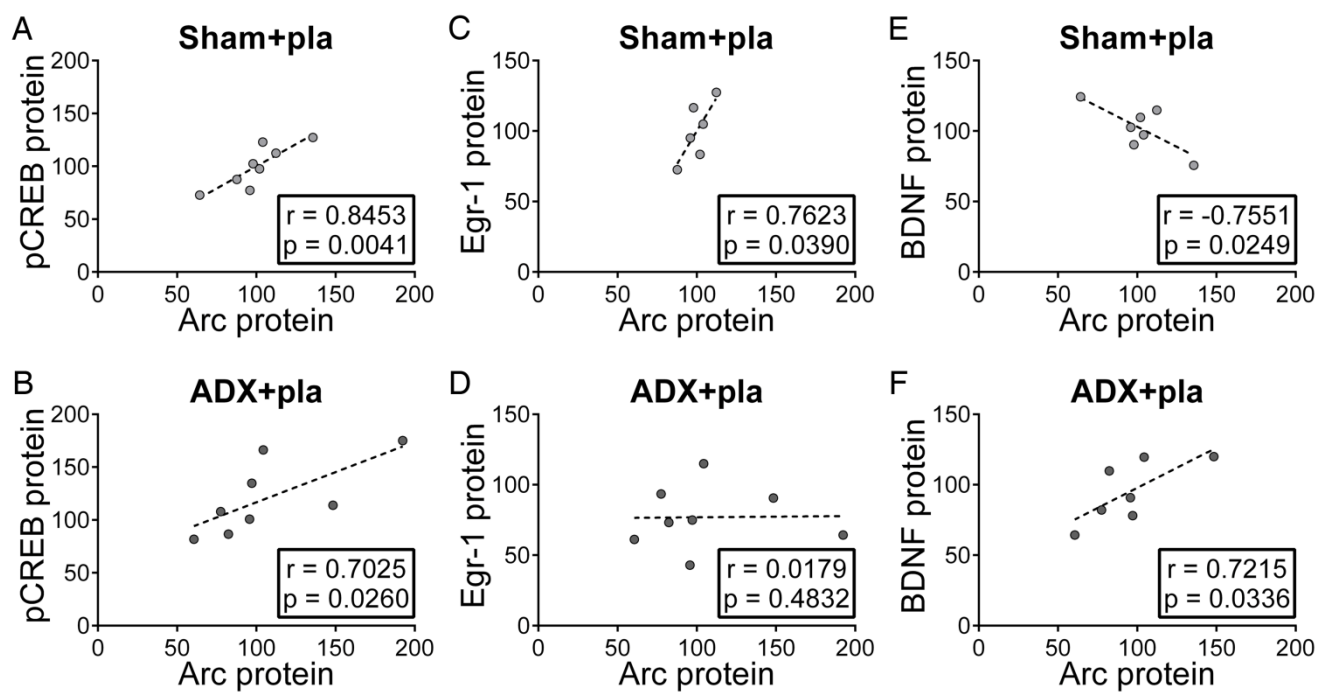 A
Sham+pla
pCREB protein
200
150
100
50
0
0 50 100 150 200
Arc protein
r = 0.8453
p = 0.0041
C
Sham+pla
Egr-1 protein
150
100
50
0
0 50 100 150 200
Arc protein
r = 0.7623
p = 0.0390
E
Sham+pla
BDNF protein
150
100
50
0
0 50 100 150 200
Arc protein
r = -0.7551
p = 0.0249
B
ADX+pla
pCREB protein
200
150
100
50
0
0 50 100 150 200
Arc protein
r = 0.7025
p = 0.0260
D
ADX+pla
Egr-1 protein
150
100
50
0
0 50 100 150 200
Arc protein
r = 0.0179
p = 0.4832
F
ADX+pla
BDNF protein
150
100
50
0
0 50 100 150 200
Arc protein
r = 0.7215
p = 0.0336